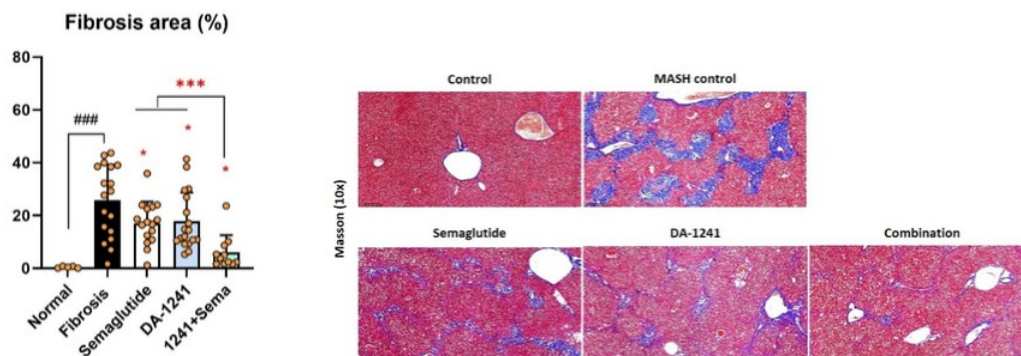 Fibrosis area (%)
80
60
40
20
0
###
***
*
*
*
Normal
Fibrosis
Semaglutide
DA-1241
1241+Sema
Masson (10x)
Control
MASH control
Semaglutide
DA-1241
Combination